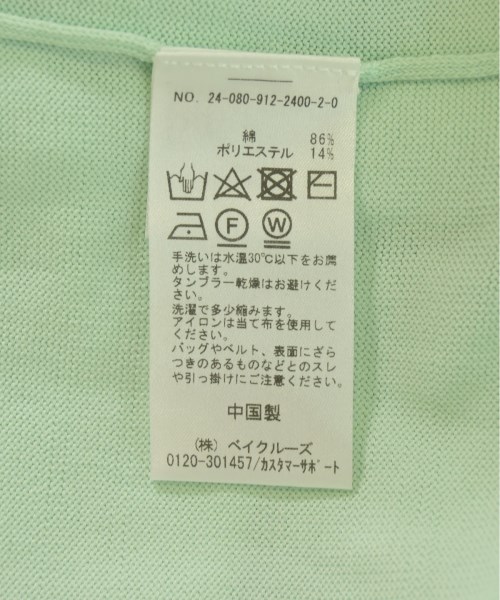 NO. 24-080-912-2400-2-0
綿 86%
ポリエステル 14%
F W
手洗いは水温30℃以下をお薦
めします。
タンブラー乾燥はお避けくだ
さい。
洗濯で多少縮みます。
アイロンは当て布を使用して
ください。
バッグやベルト、表面にざら
つきのあるものなどとのスレ
や引っ掛けにご注意ください。
中国製
(株) ベイクルーズ
0120-301457/カスタマーサポート